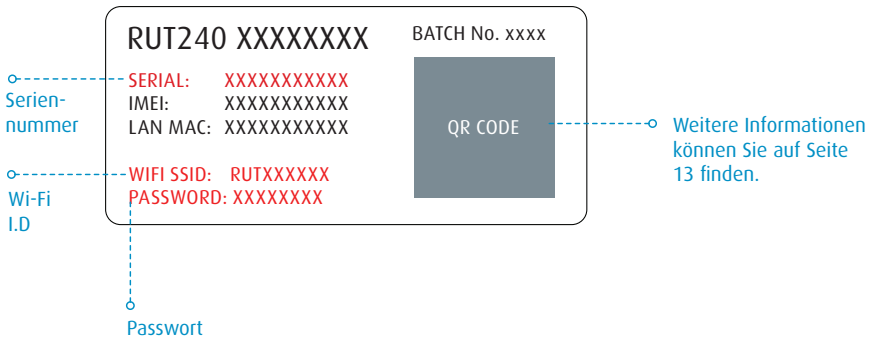 RUT240 XXXXXXXX
BATCH No. xxxx
SERIAL: XXXXXXXXXXX
IMEI: XXXXXXXXXXX
LAN MAC: XXXXXXXXXXX
WIFI SSID: RUTXXXXXX
PASSWORD: XXXXXXXX
QR CODE
Serien-
nummer
Wi-Fi
I.D
Passwort
Weitere Informationen
können Sie auf Seite
13 finden.